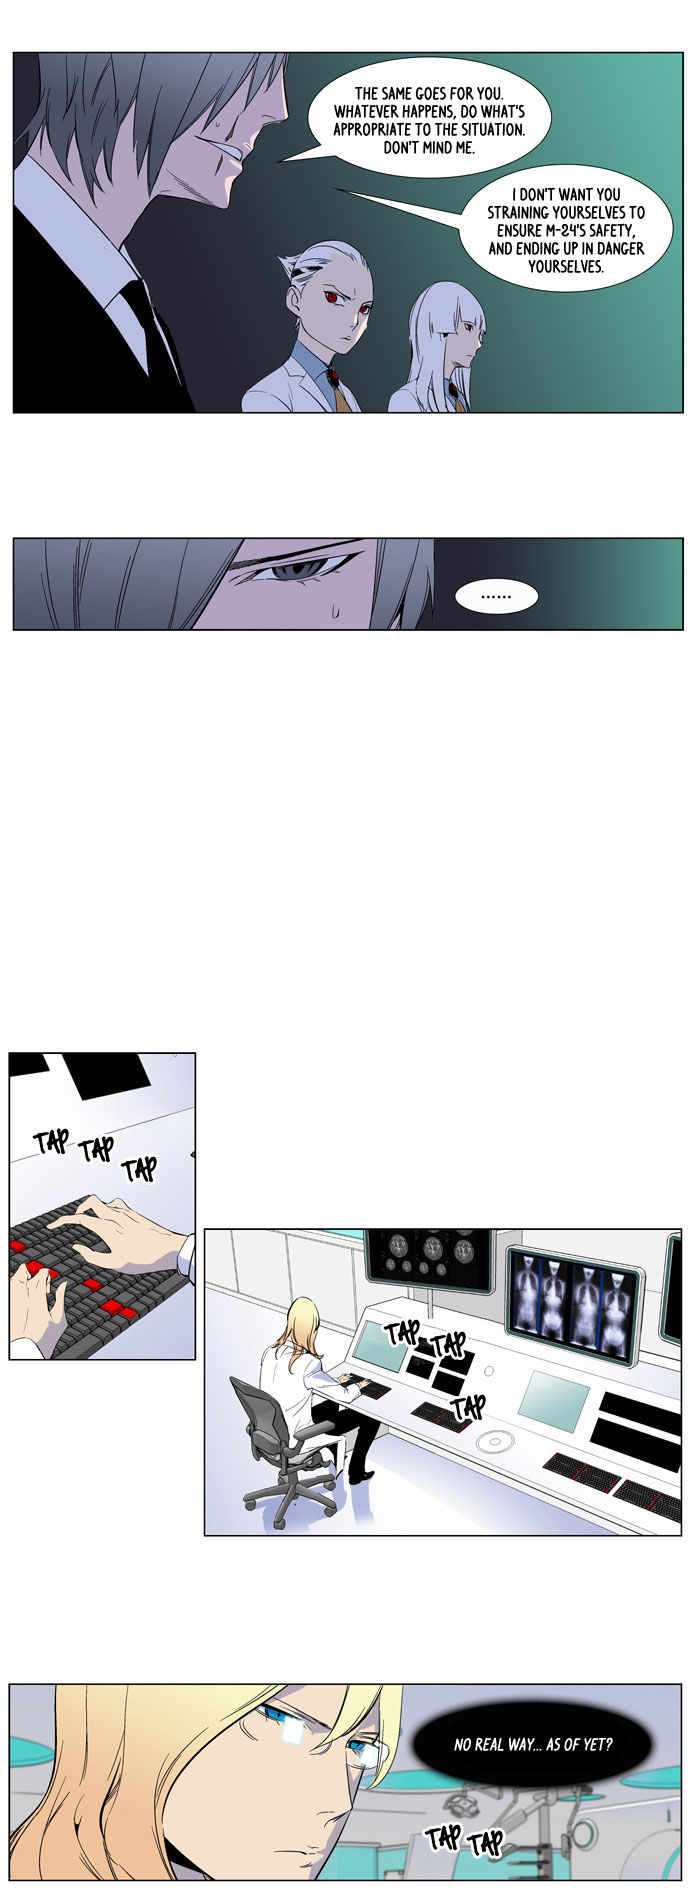 THE SAME GOES FOR YOU.
WHATEVER HAPPENS, DO WHAT'S
APPROPRIATE TO THE SITUATION.
DON'T MIND ME.
I DON'T WANT YOU
STRAINING YOURSELVES TO
ENSURE M-24'S SAFETY,
AND ENDING UP IN DANGER
YOURSELVES.
......
TAP
TAP
TAP
TAP
TAP
TAP
NO REAL WAY... AS OF YET?
TAP
TAP